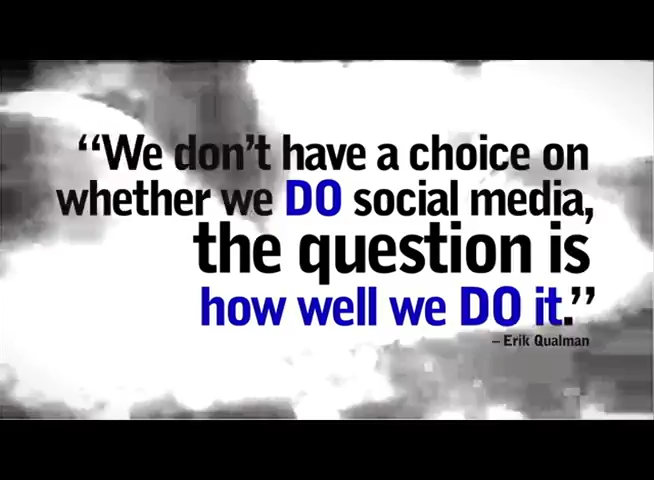 “We don’t have a choice on
whether we DO social media,
the question is
how well we DO it.”
– Erik Qualman